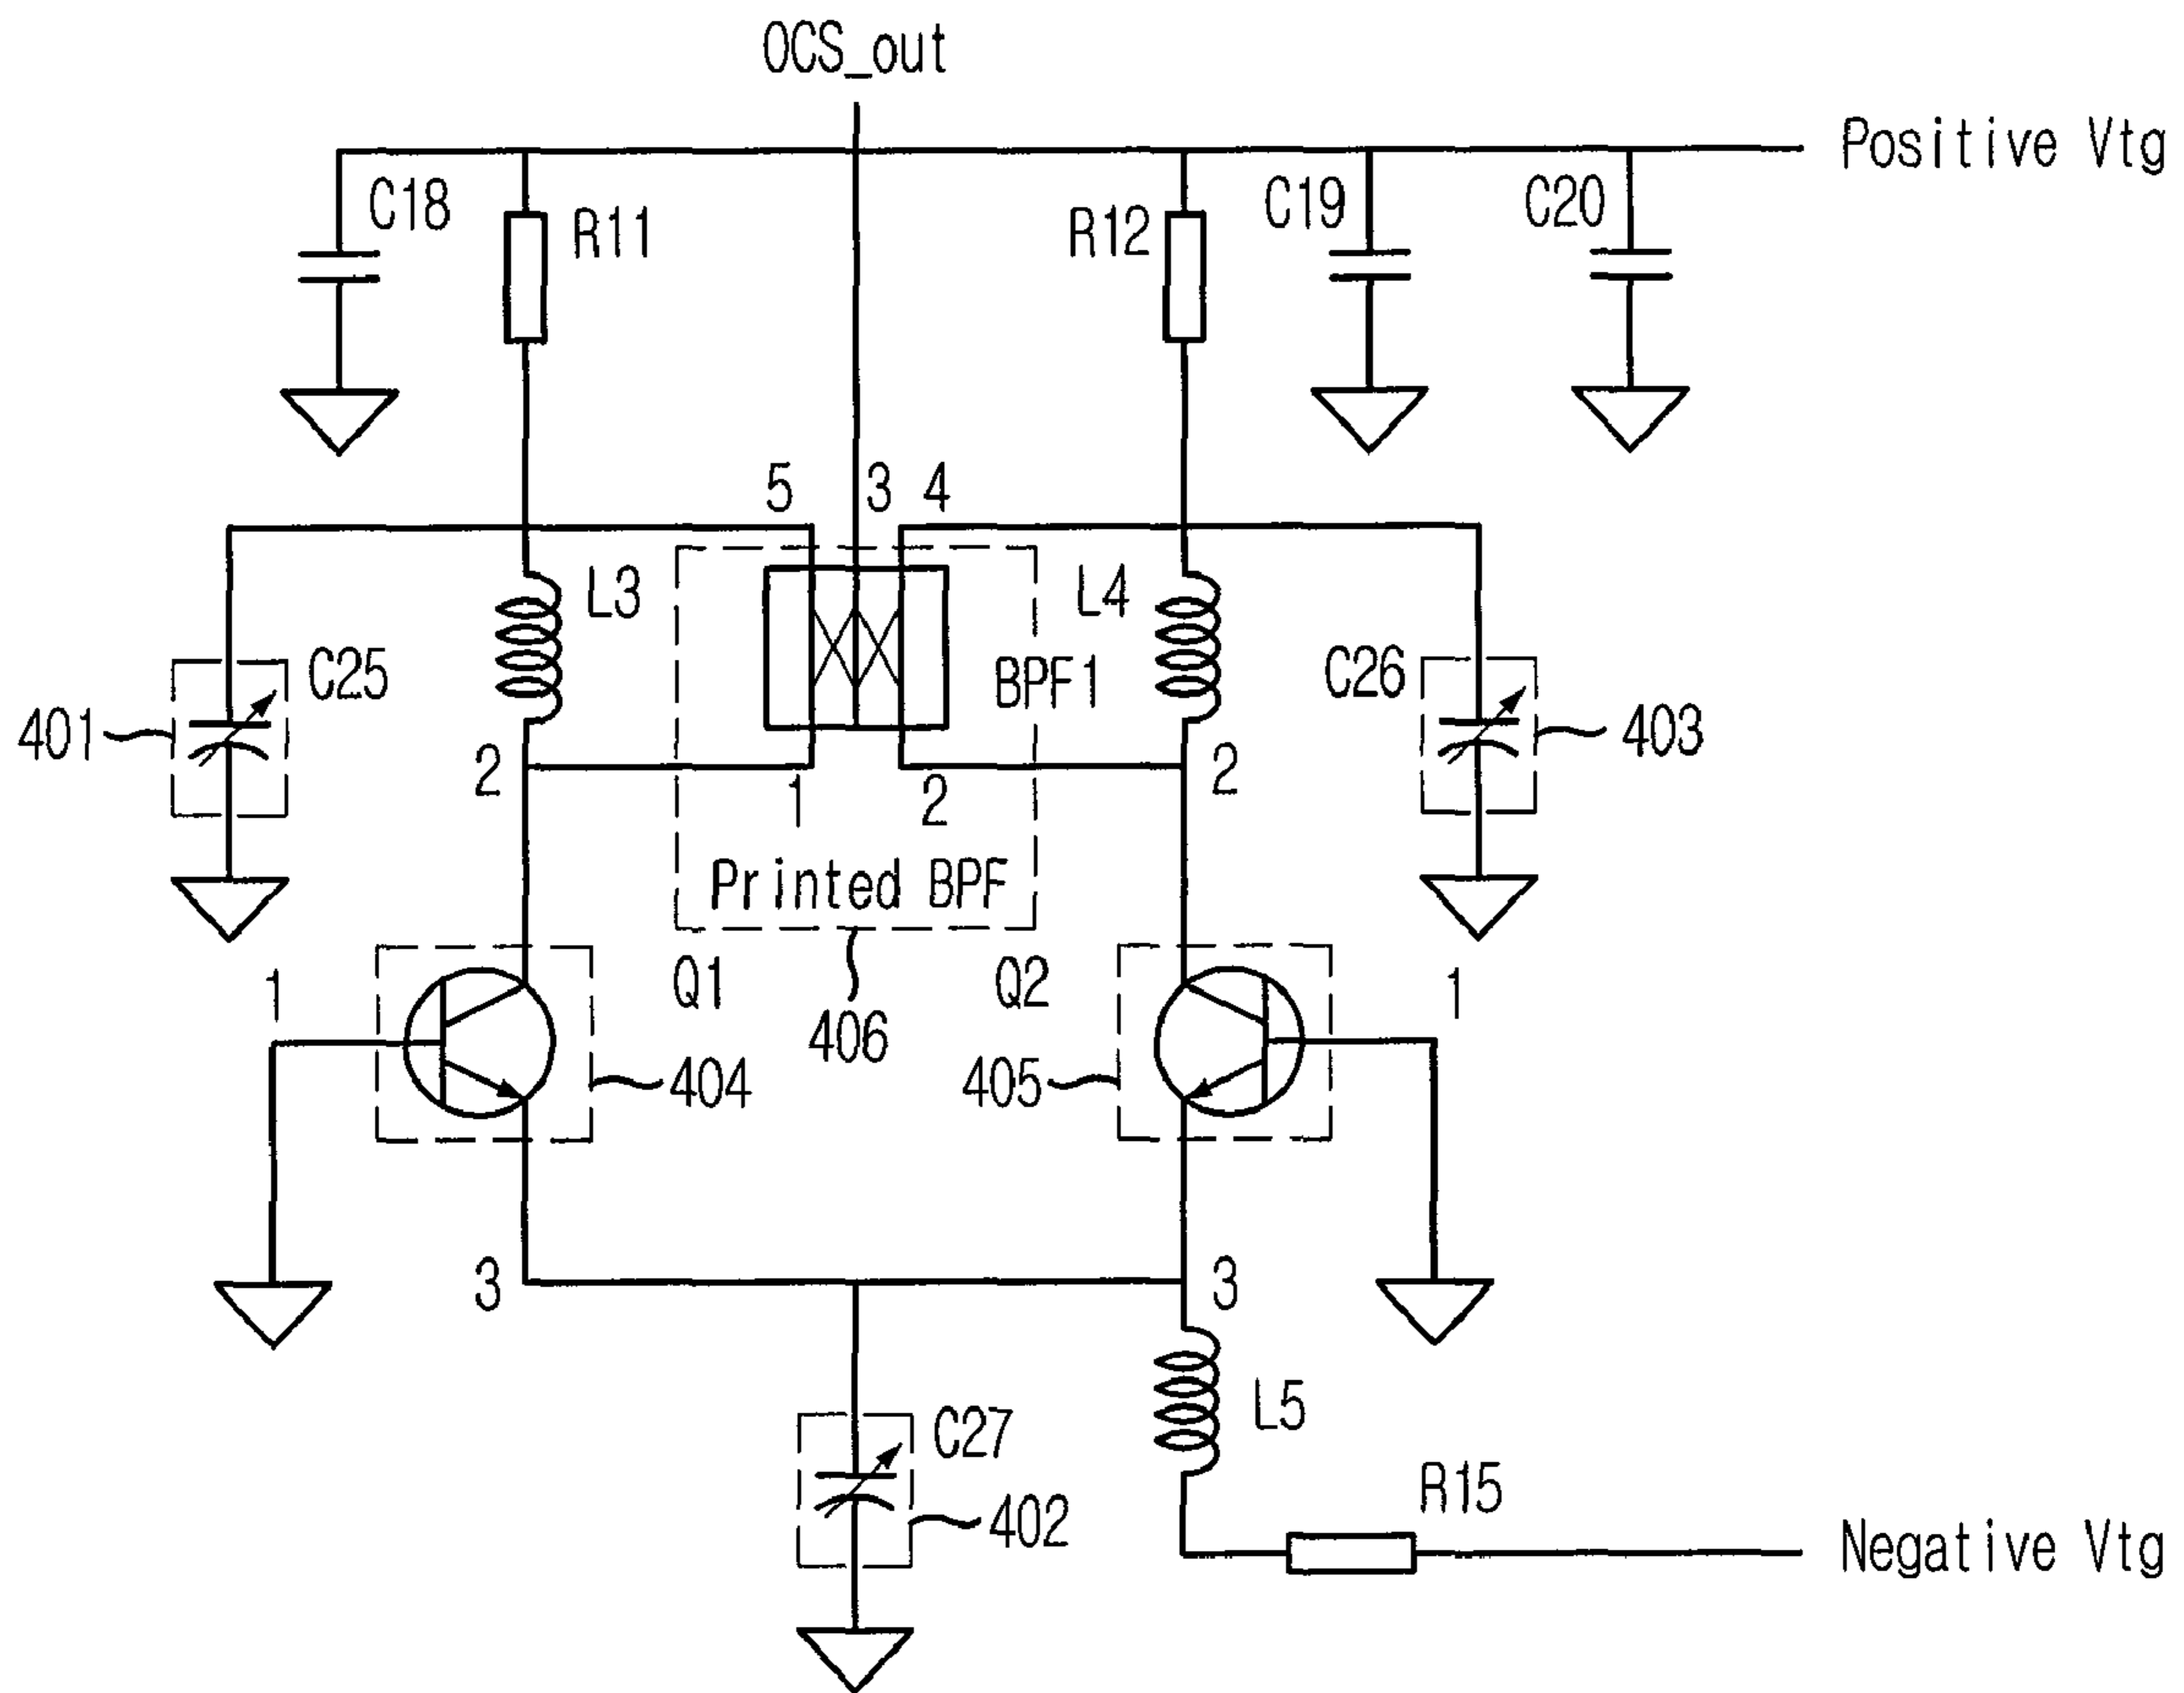 OCS_out
Positive Vtg
C18
R11
R12
C19
C20
5
3
4
L3
L4
BPF1
C25
C26
401
403
2
1
2
2
Printed BPF
1
Q1
Q2
1
406
404
405
3
3
C27
L5
402
R15
Negative Vtg